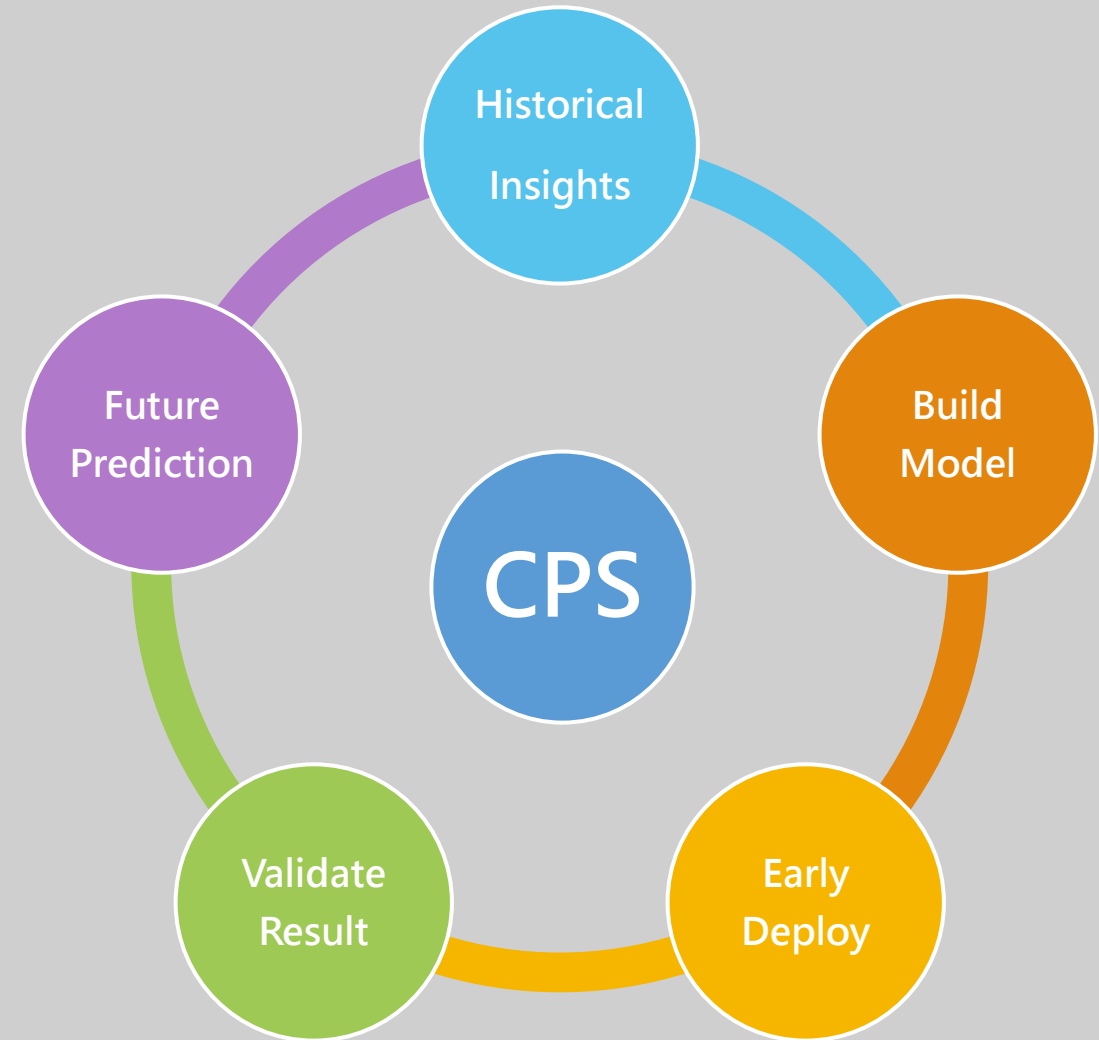 Historical
Insights
Build
Model
Early
Deploy
Validate
Result
Future
Prediction
CPS